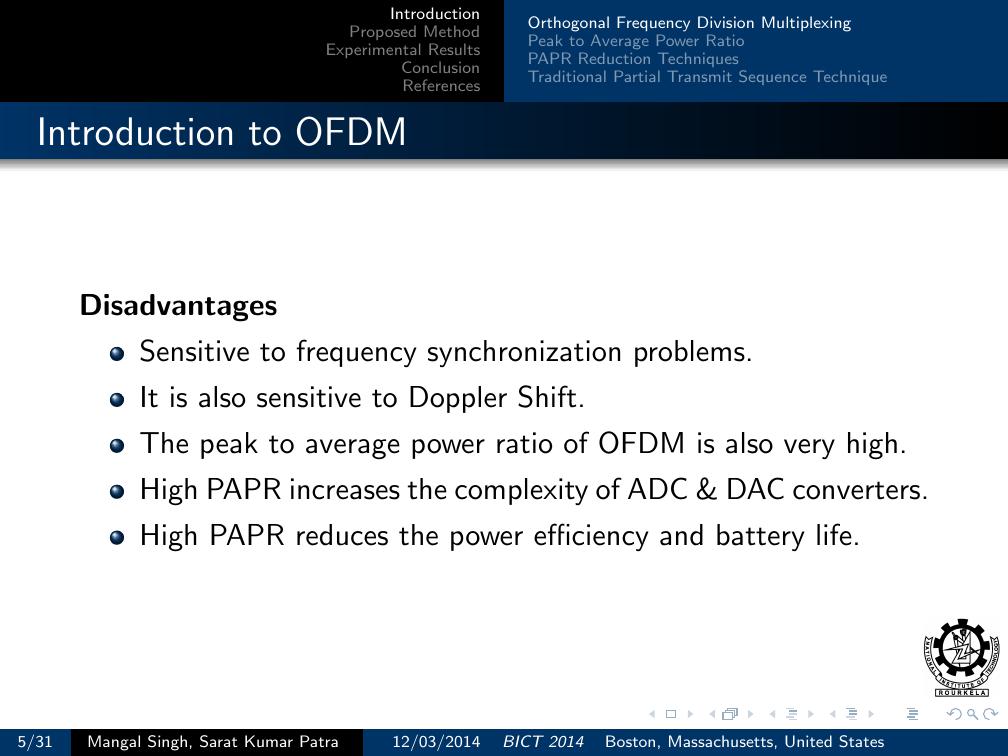 Introduction
Proposed Method
Experimental Results
Conclusion
References
Orthogonal Frequency Division Multiplexing
Peak to Average Power Ratio
PAPR Reduction Techniques
Traditional Partial Transmit Sequence Technique
Introduction to OFDM
Disadvantages
Sensitive to frequency synchronization problems.
It is also sensitive to Doppler Shift.
The peak to average power ratio of OFDM is also very high.
High PAPR increases the complexity of ADC & DAC converters.
High PAPR reduces the power efficiency and battery life.
NATIONAL INSTITUTE OF TECHNOLOGY
ROURKELA
5/31 Mangal Singh, Sarat Kumar Patra 12/03/2014 BICT 2014 Boston, Massachusetts, United States